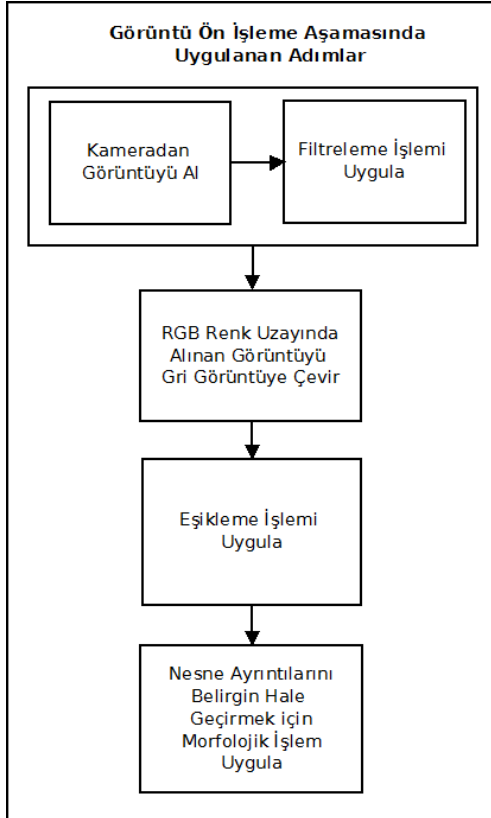 Görüntü Ön İşleme Aşamasında
Uygulanan Adımlar
Kameradan
Görüntüyü Al
Filtreleme İşlemi
Uygula
RGB Renk Uzayında
Alınan Görüntüyü
Gri Görüntüye Çevir
Eşikleme İşlemi
Uygula
Nesne Ayrıntılarını
Belirgin Hale
Geçirmek için
Morfolojik İşlem
Uygula